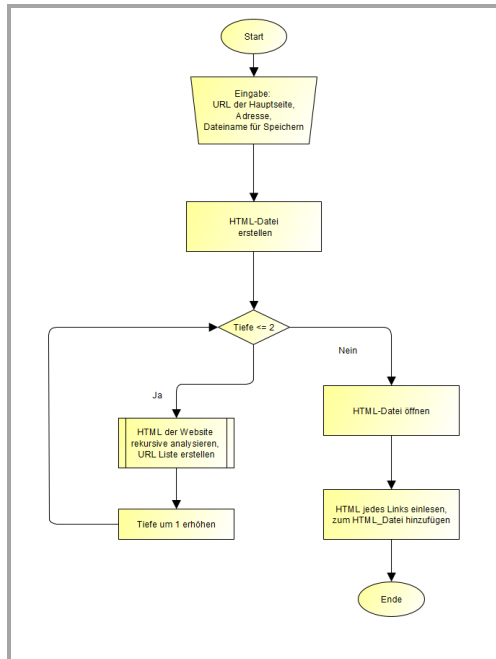 Start
Eingabe:
URL der Hauptseite,
Adresse,
Dateiname für Speichern
HTML-Datei
erstellen
Tiefe <= 2
Nein
Ja
HTML-Datei öffnen
HTML der Website
rekursive analysieren,
URL Liste erstellen
HTML jedes Links einlesen,
zum HTML_Datei hinzufügen
Tiefe um 1 erhöhen
Ende